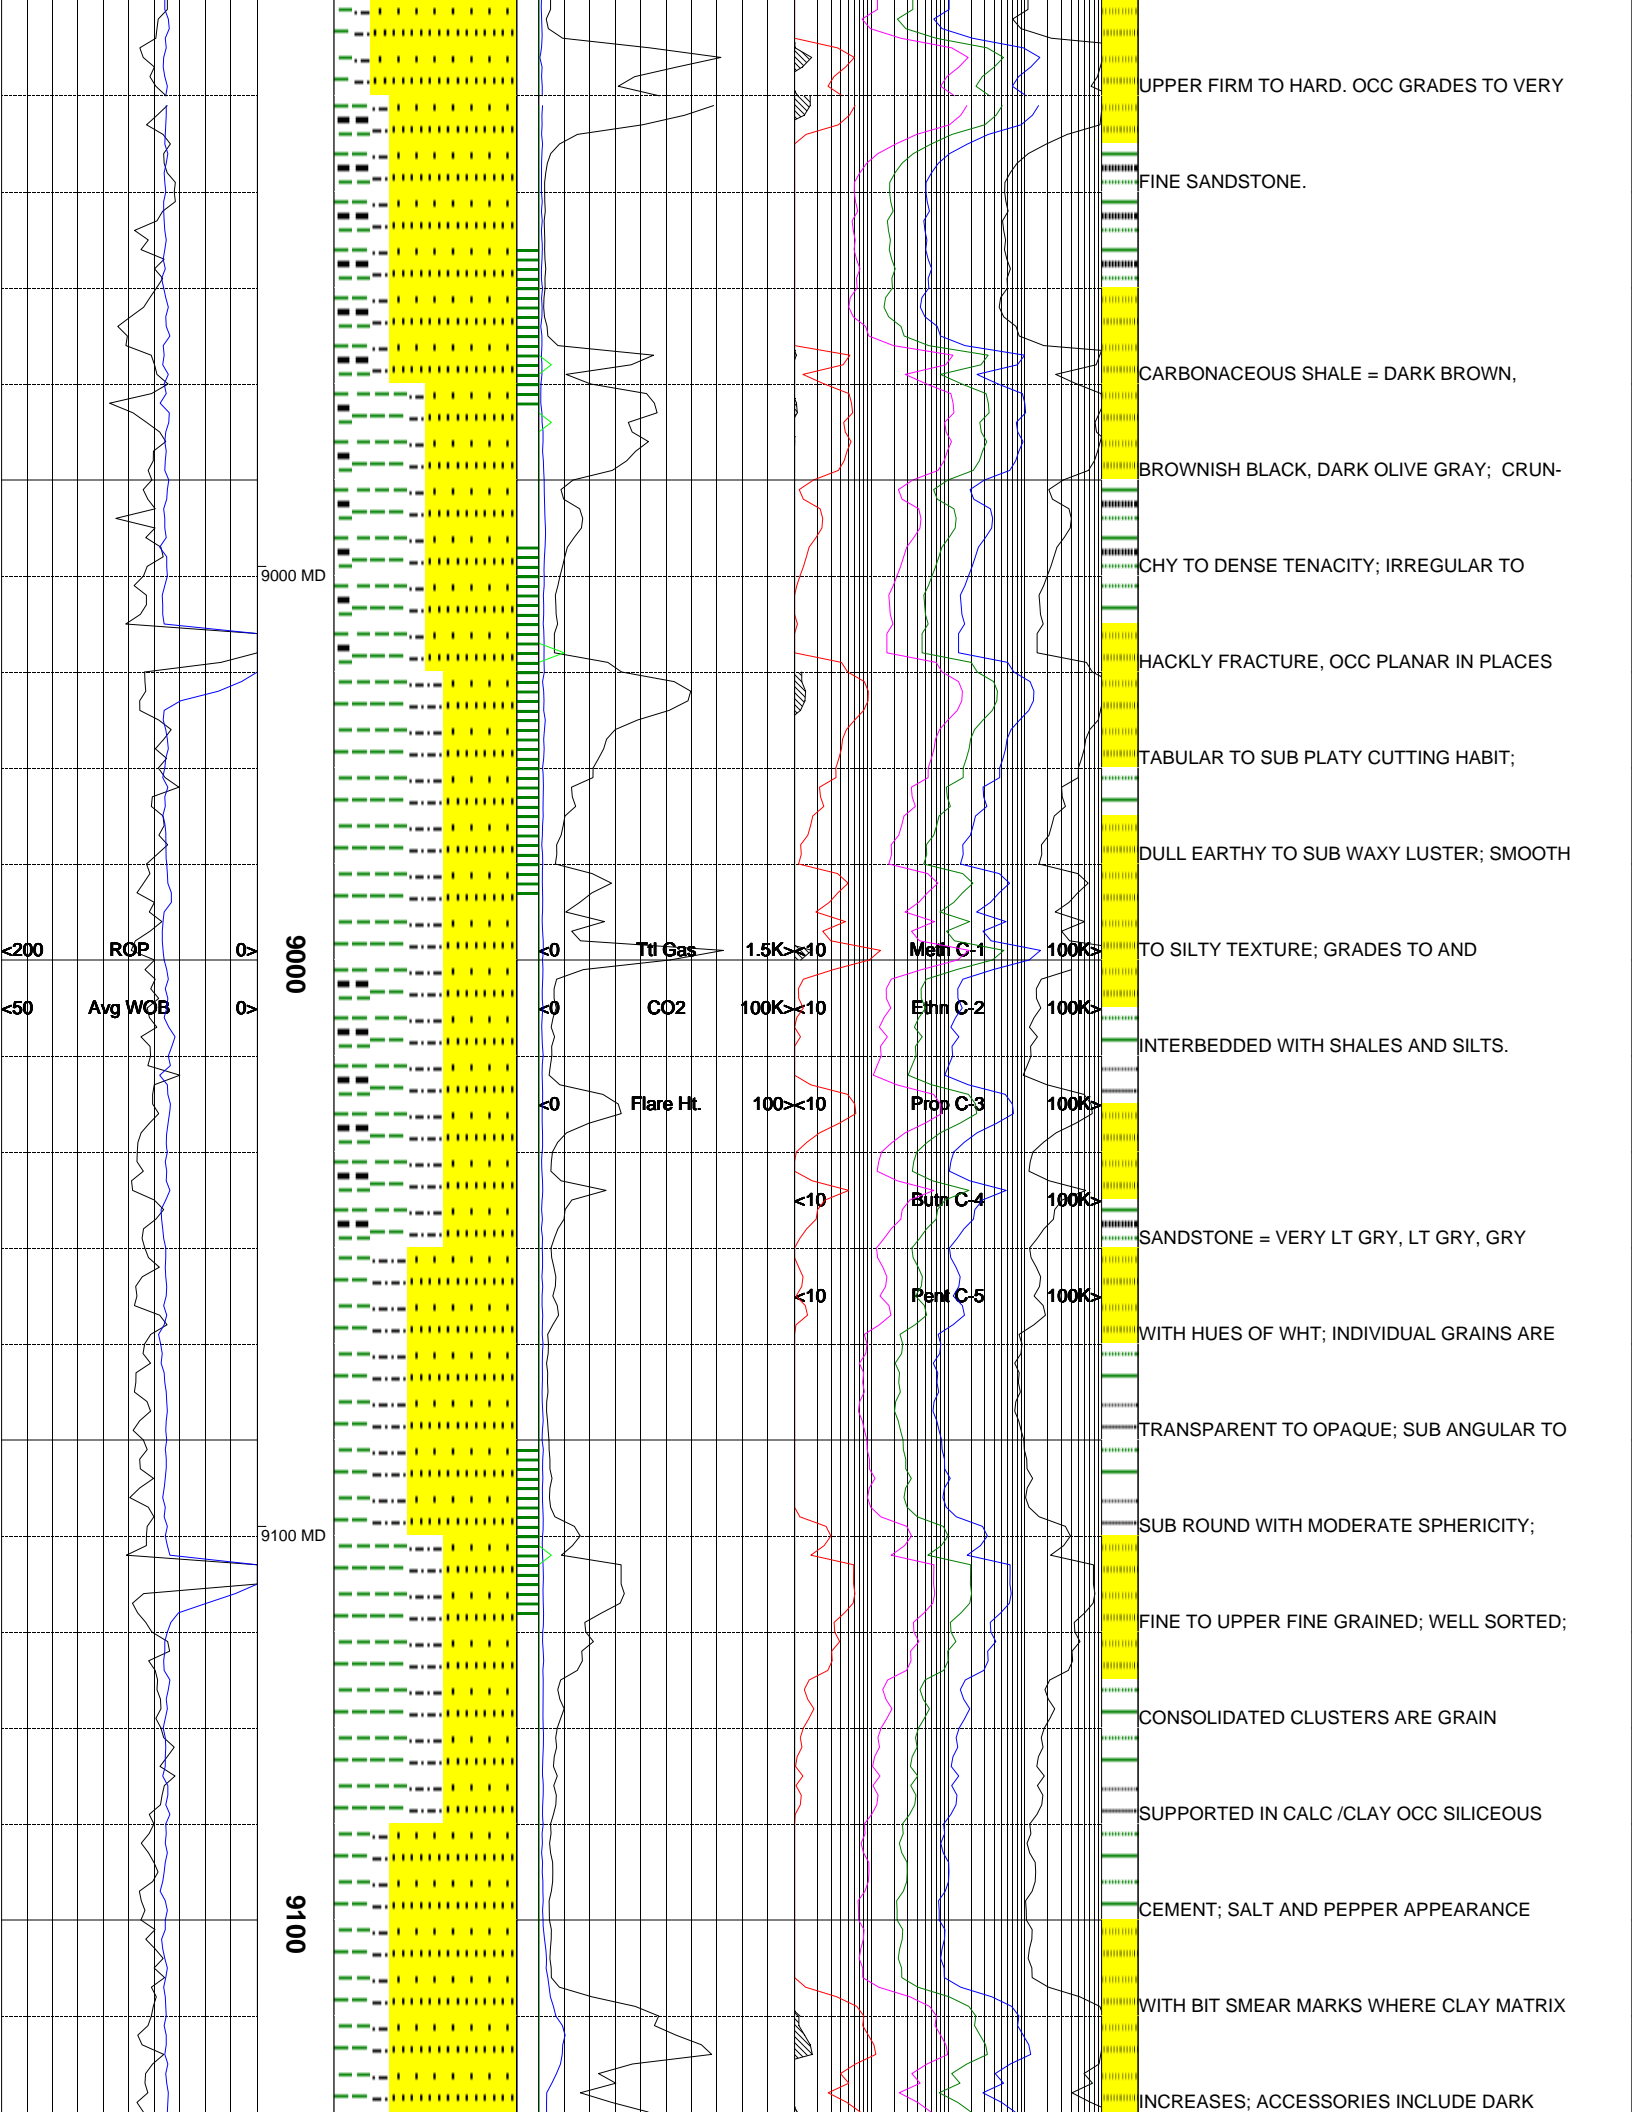 UPPER FIRM TO HARD. OCC GRADES TO VERY
FINE SANDSTONE.
CARBONACEOUS SHALE = DARK BROWN,
BROWNISH BLACK, DARK OLIVE GRAY;  CRUN-
9000 MD
CHY TO DENSE TENACITY; IRREGULAR TO
HACKLY FRACTURE, OCC PLANAR IN PLACES
TABULAR TO SUB PLATY CUTTING HABIT;
DULL EARTHY TO SUB WAXY LUSTER; SMOOTH
<200 ROP 0>
9000
<0 Ttl Gas 1.5K>
<10 Meth C-1 100K>
TO SILTY TEXTURE; GRADES TO AND
<50 Avg WOB 0>
<0 CO2 100K>
<10 Ethn C-2 100K>
INTERBEDDED WITH SHALES AND SILTS.
<0 Flare Ht. 100>
<10 Prop C-3 100K>
<10 Butn C-4 100K>
SANDSTONE = VERY LT GRY, LT GRY, GRY
<10 Pent C-5 100K>
WITH HUES OF WHT; INDIVIDUAL GRAINS ARE
TRANSPARENT TO OPAQUE; SUB ANGULAR TO
9100 MD
SUB ROUND WITH MODERATE SPHERICITY;
FINE TO UPPER FINE GRAINED; WELL SORTED;
CONSOLIDATED CLUSTERS ARE GRAIN
SUPPORTED IN CALC /CLAY OCC SILICEOUS
9100
CEMENT; SALT AND PEPPER APPEARANCE
WITH BIT SMEAR MARKS WHERE CLAY MATRIX
INCREASES; ACCESSORIES INCLUDE DARK